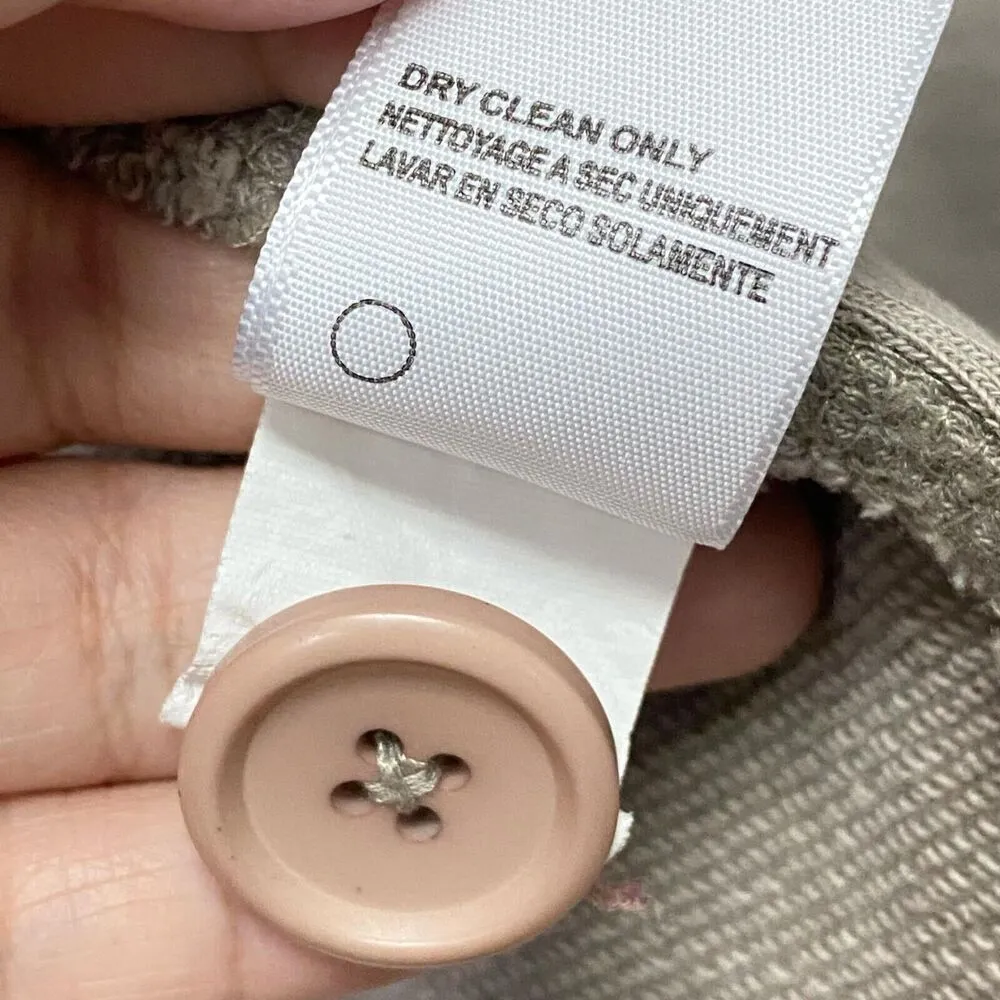 DRY CLEAN ONLY
NETTOYAGE A SEC UNIQUEMENT
LAVAR EN SECO SOLAMENTE